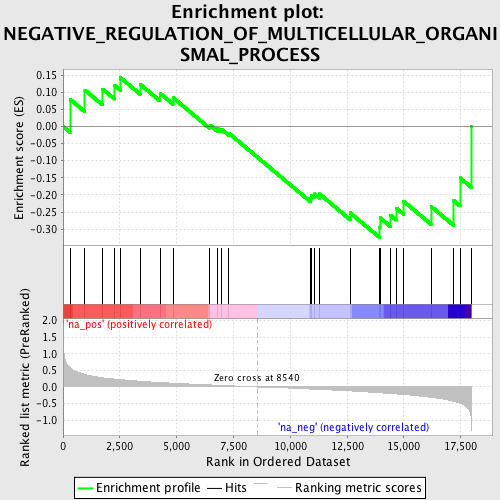 Enrichment plot:
NEGATIVE_REGULATION_OF_MULTICELLULAR_ORGANI
SMAL_PROCESS
Enrichment score (ES)
0.15
0.10
0.05
0.00
-0.05
-0.10
-0.15
-0.20
-0.25
-0.30
'na_pos' (positively correlated)
Ranked list metric (PreRanked)
2.0
1.5
1.0
0.5
0.0
-0.5
-1.0
Zero cross at 8540
'na_neg' (negatively correlated)
0
2,500
5,000
7,500
10,000
12,500
15,000
17,500
Rank in Ordered Dataset
Enrichment profile
Hits
Ranking metric scores